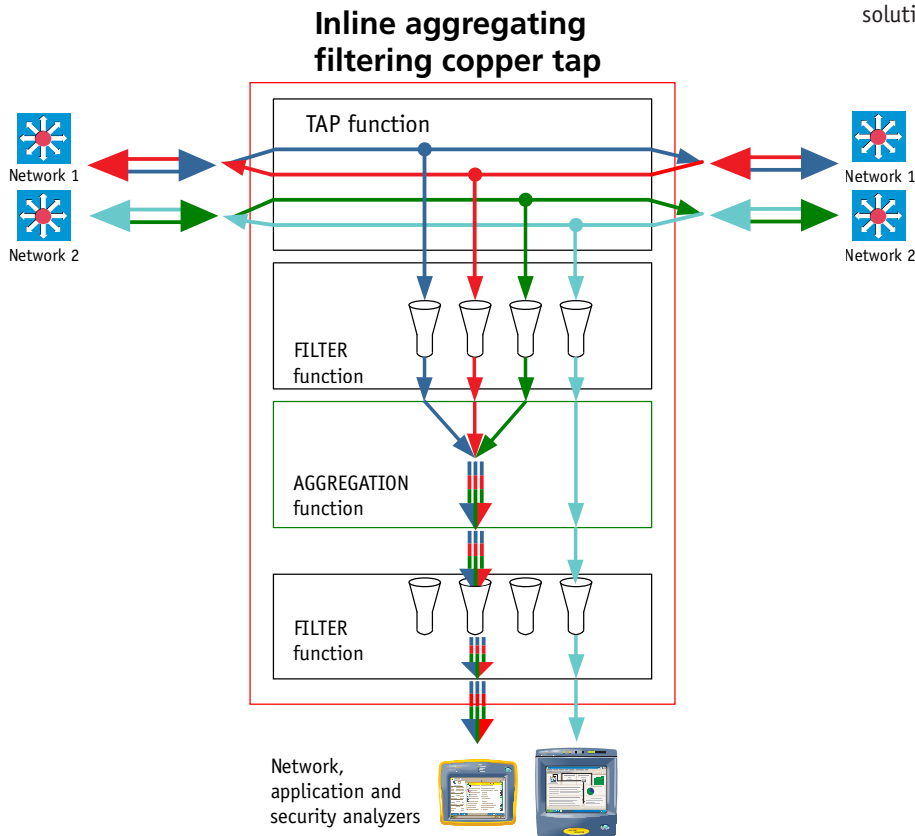 soluti
Inline aggregating
filtering copper tap
TAP function
Network 1
Network 1
Network 2
Network 2
FILTER
function
AGGREGATION
function
FILTER
function
Network,
application and
security analyzers